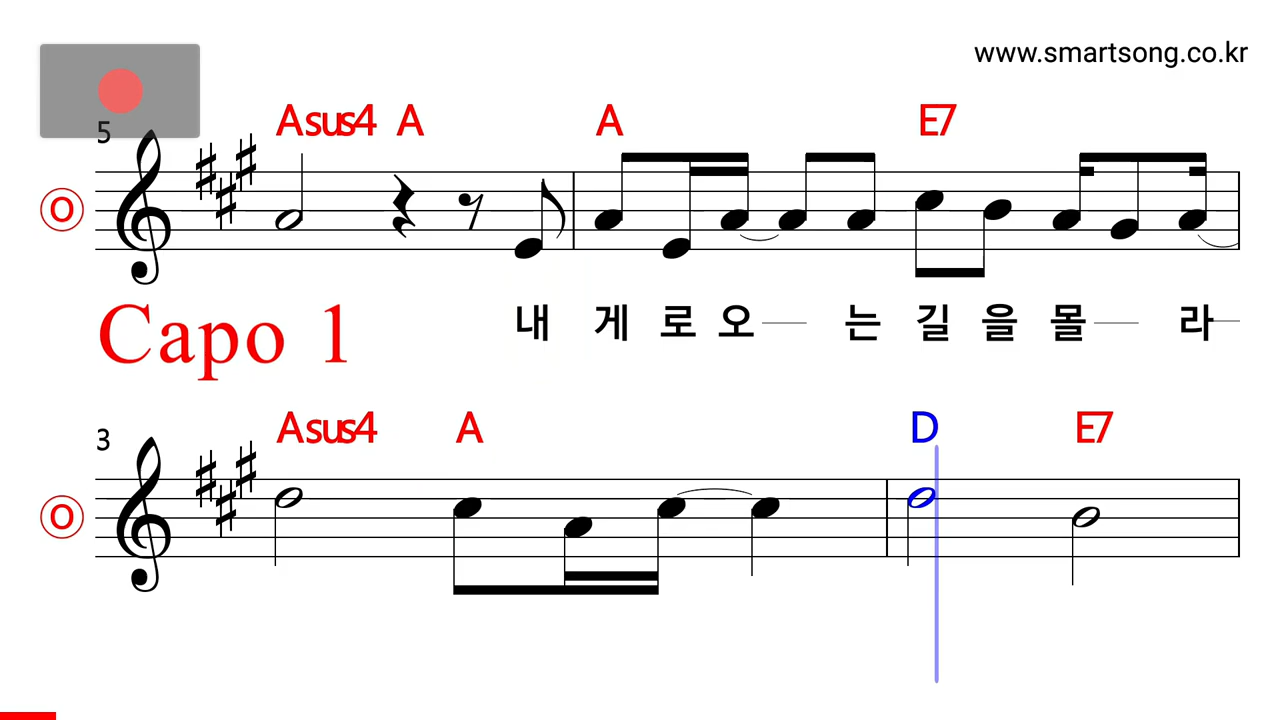 www.smartsong.co.kr
Asus4 A A E7
5
O
내 게 로 오 는 길 을 몰 라
Capo 1
Asus4 A D E7
3
O